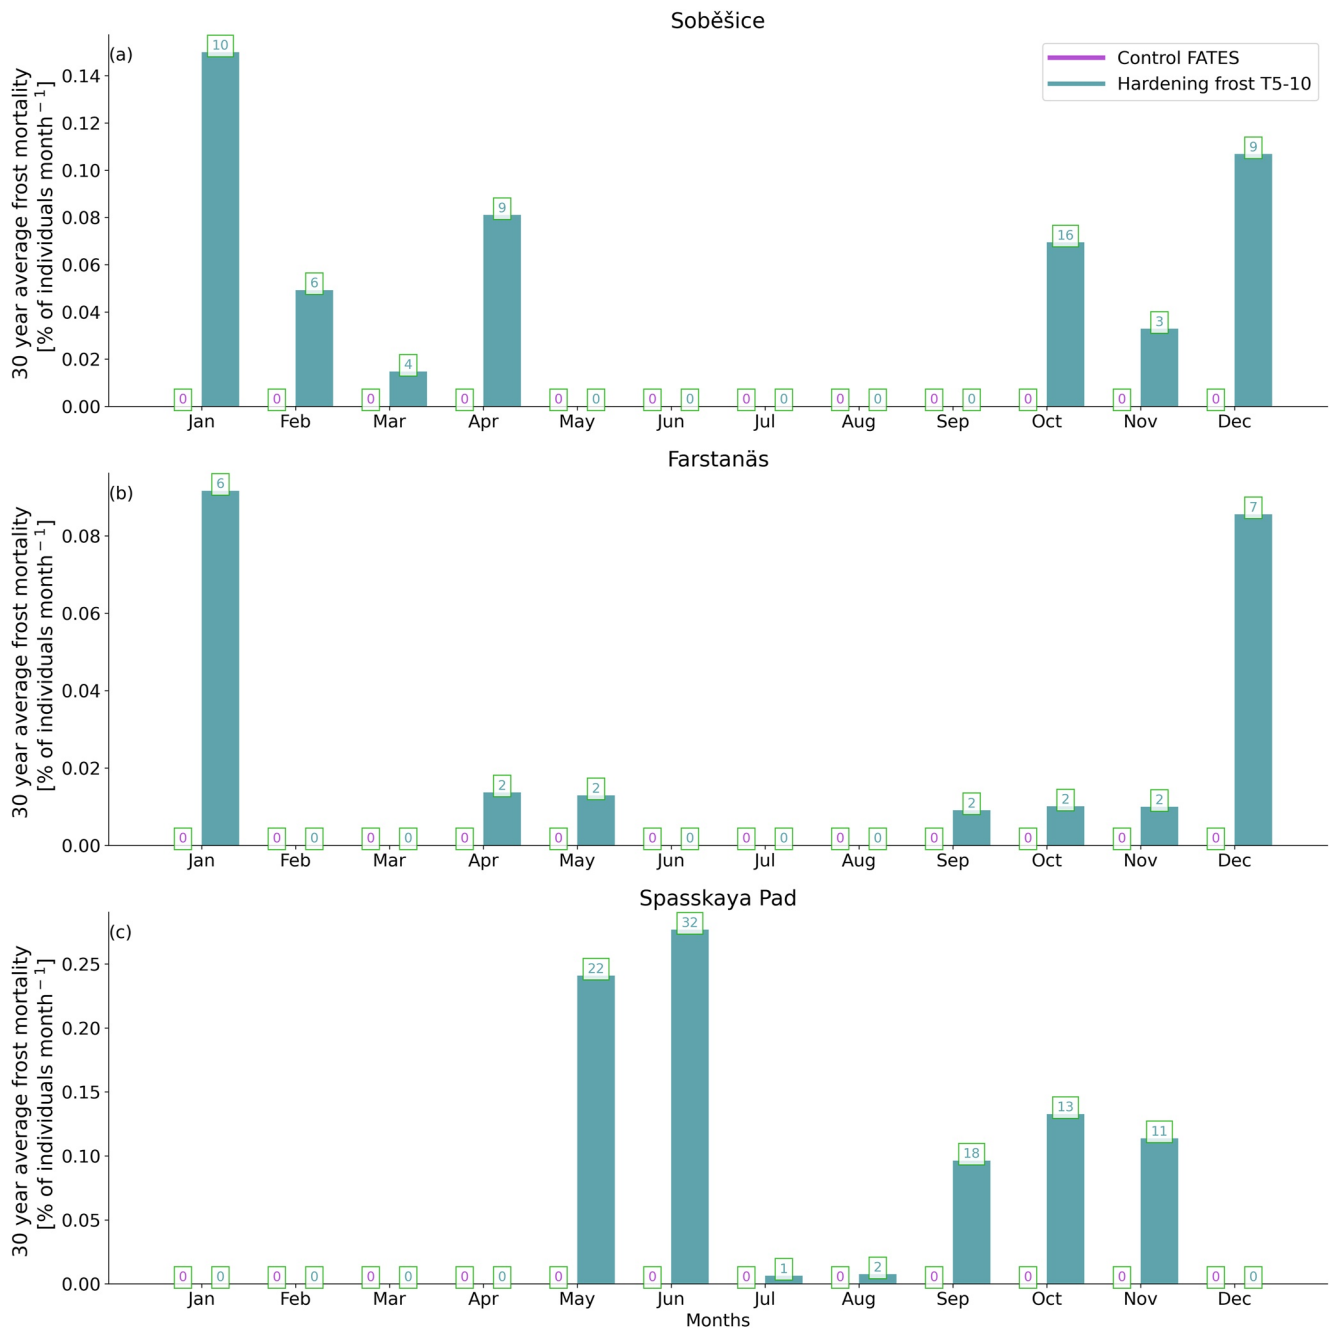 Soběšice
(a)
Control FATES
Hardening frost T5-10
30 year average frost mortality
[% of individuals month⁻¹]
0.14
0.12
0.10
0.08
0.06
0.04
0.02
0.00
10
6
4
9
16
3
9
0 0 0 0 0 0 0 0 0 0 0 0 0 0 0 0 0
Jan Feb Mar Apr May Jun Jul Aug Sep Oct Nov Dec
Farstanäs
(b)
30 year average frost mortality
[% of individuals month⁻¹]
0.08
0.06
0.04
0.02
0.00
6
2
2
2
2
2
7
0 0 0 0 0 0 0 0 0 0 0 0 0 0 0 0 0
Jan Feb Mar Apr May Jun Jul Aug Sep Oct Nov Dec
Spasskaya Pad
(c)
30 year average frost mortality
[% of individuals month⁻¹]
0.25
0.20
0.15
0.10
0.05
0.00
22
32
1
2
18
13
11
0 0 0 0 0 0 0 0 0 0 0 0 0 0 0 0 0
Jan Feb Mar Apr May Jun Jul Aug Sep Oct Nov Dec
Months